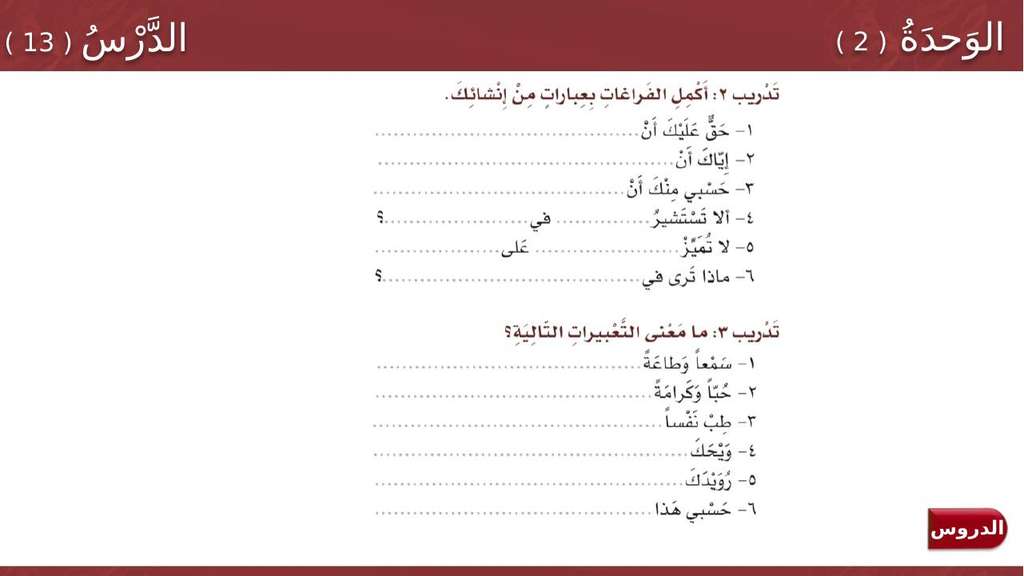 الوَحدَةُ ( 2 )
الدَّرْسُ ( 13 )
تَدْريب ٢: أَكْمِلِ الفَراغاتِ بِعِباراتٍ مِنْ إِنْشائِكَ.
١- حَقٌّ عَلَيْكَ أَنْ........................................
٢- إِيّاكَ أَنْ........................................
٣- حَسْبي مِنْكَ أَنْ........................................
٤- ألا تَسْتَشيرُ............... في.......................؟
٥- لا تُمَيِّزْ....................... عَلى....................
٦- ماذا تَرى في........................................؟
تَدْريب ٣: ما مَعْنى التَّعْبيراتِ التّالِيَةِ؟
١- سَمْعاً وَطاعَةً........................................
٢- حُبّاً وَكَرامَةً........................................
٣- طِبْ نَفْساً........................................
٤- وَيْحَكَ........................................
٥- رُوَيْدَكَ........................................
٦- حَسْبي هَذا........................................
الدروس